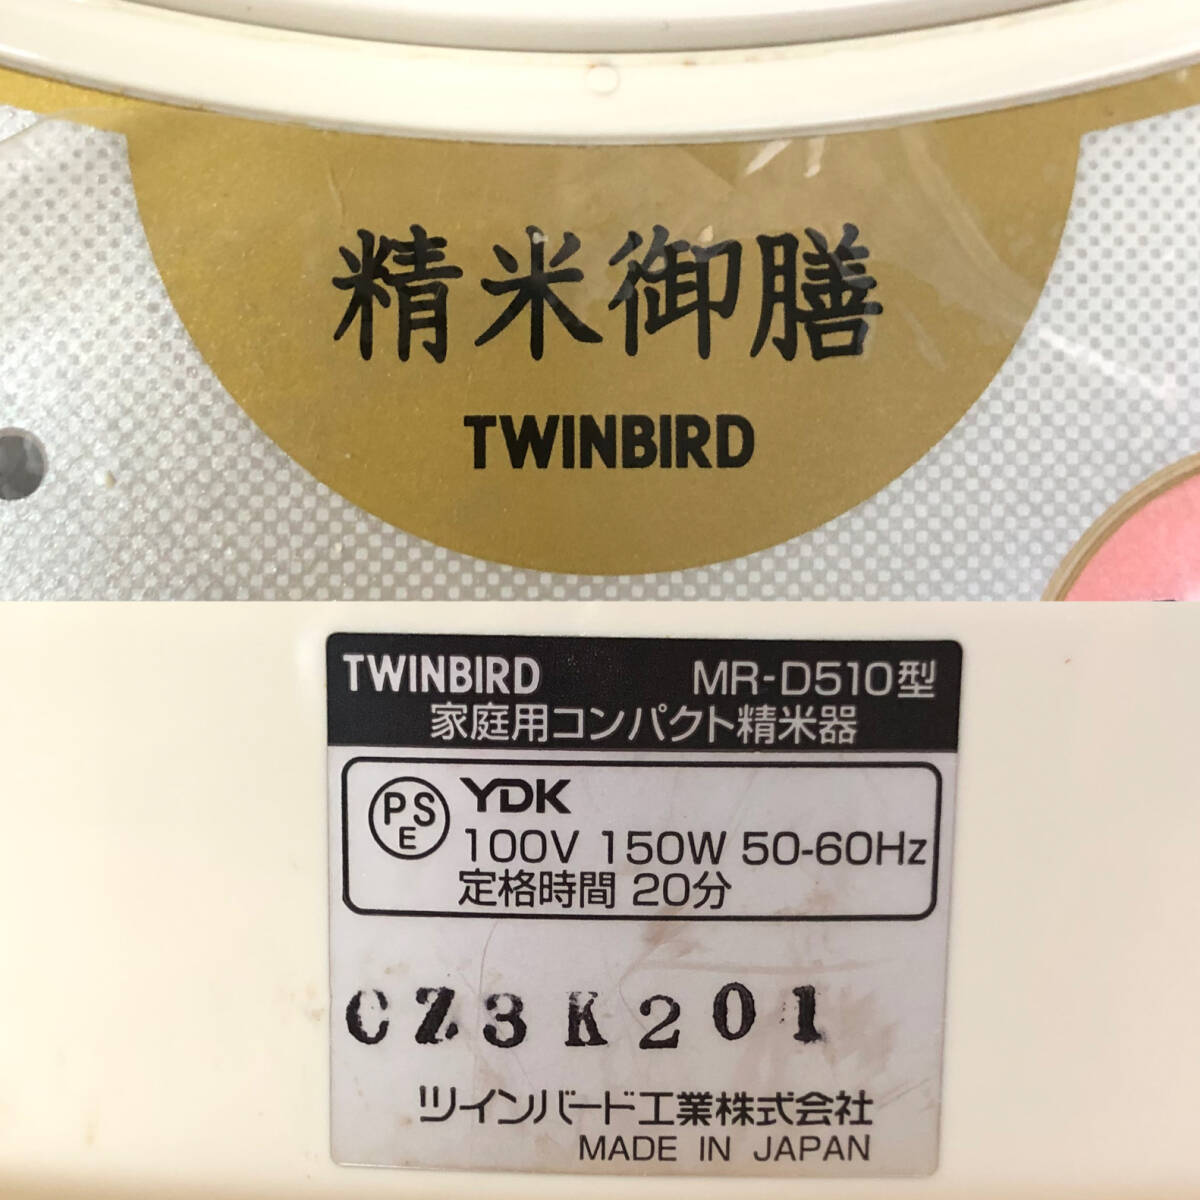 精米御膳
TWINBIRD
TWINBIRD MR-D510型
家庭用コンパクト精米器
PSE YDK
100V 150W 50-60Hz
定格時間 20分
CZ3K201
ツインバード工業株式会社
MADE IN JAPAN